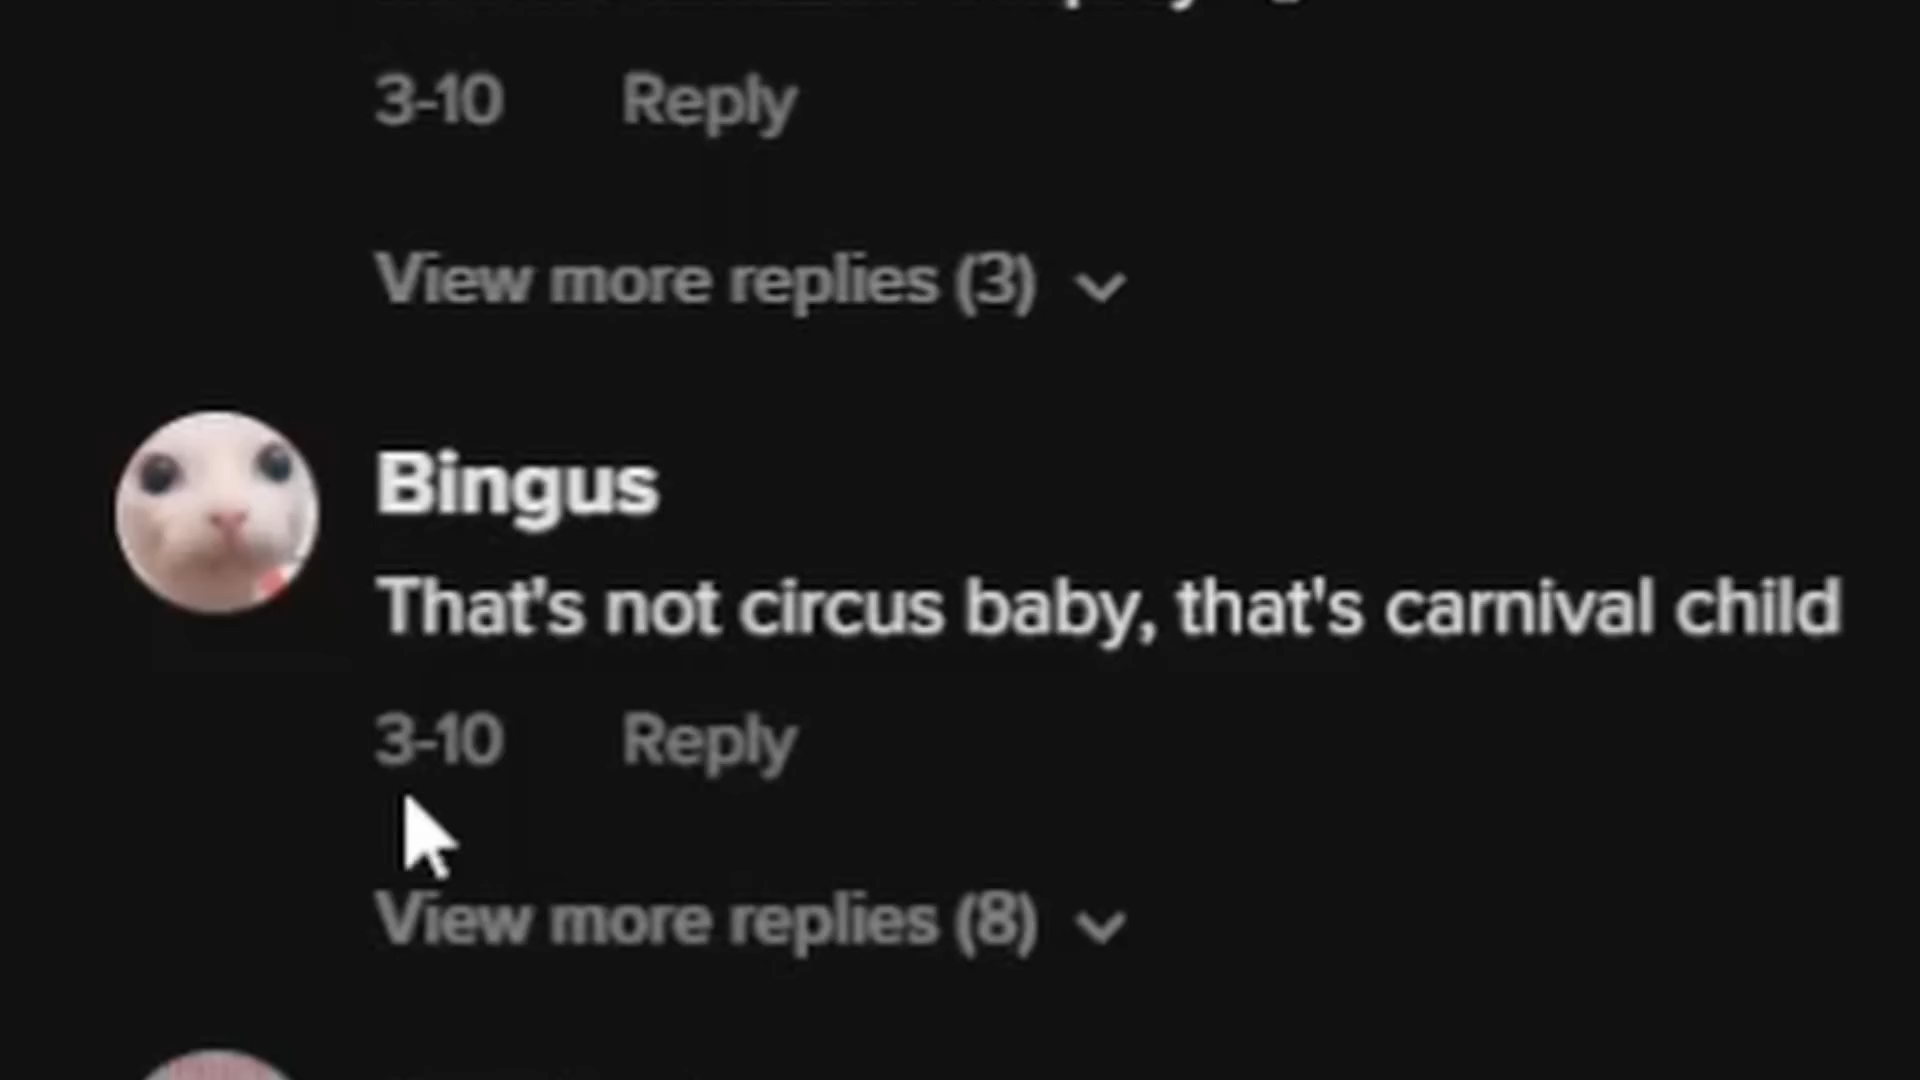 3-10 Reply
View more replies (3)
Bingus
That's not circus baby, that's carnival child
3-10 Reply
View more replies (8)